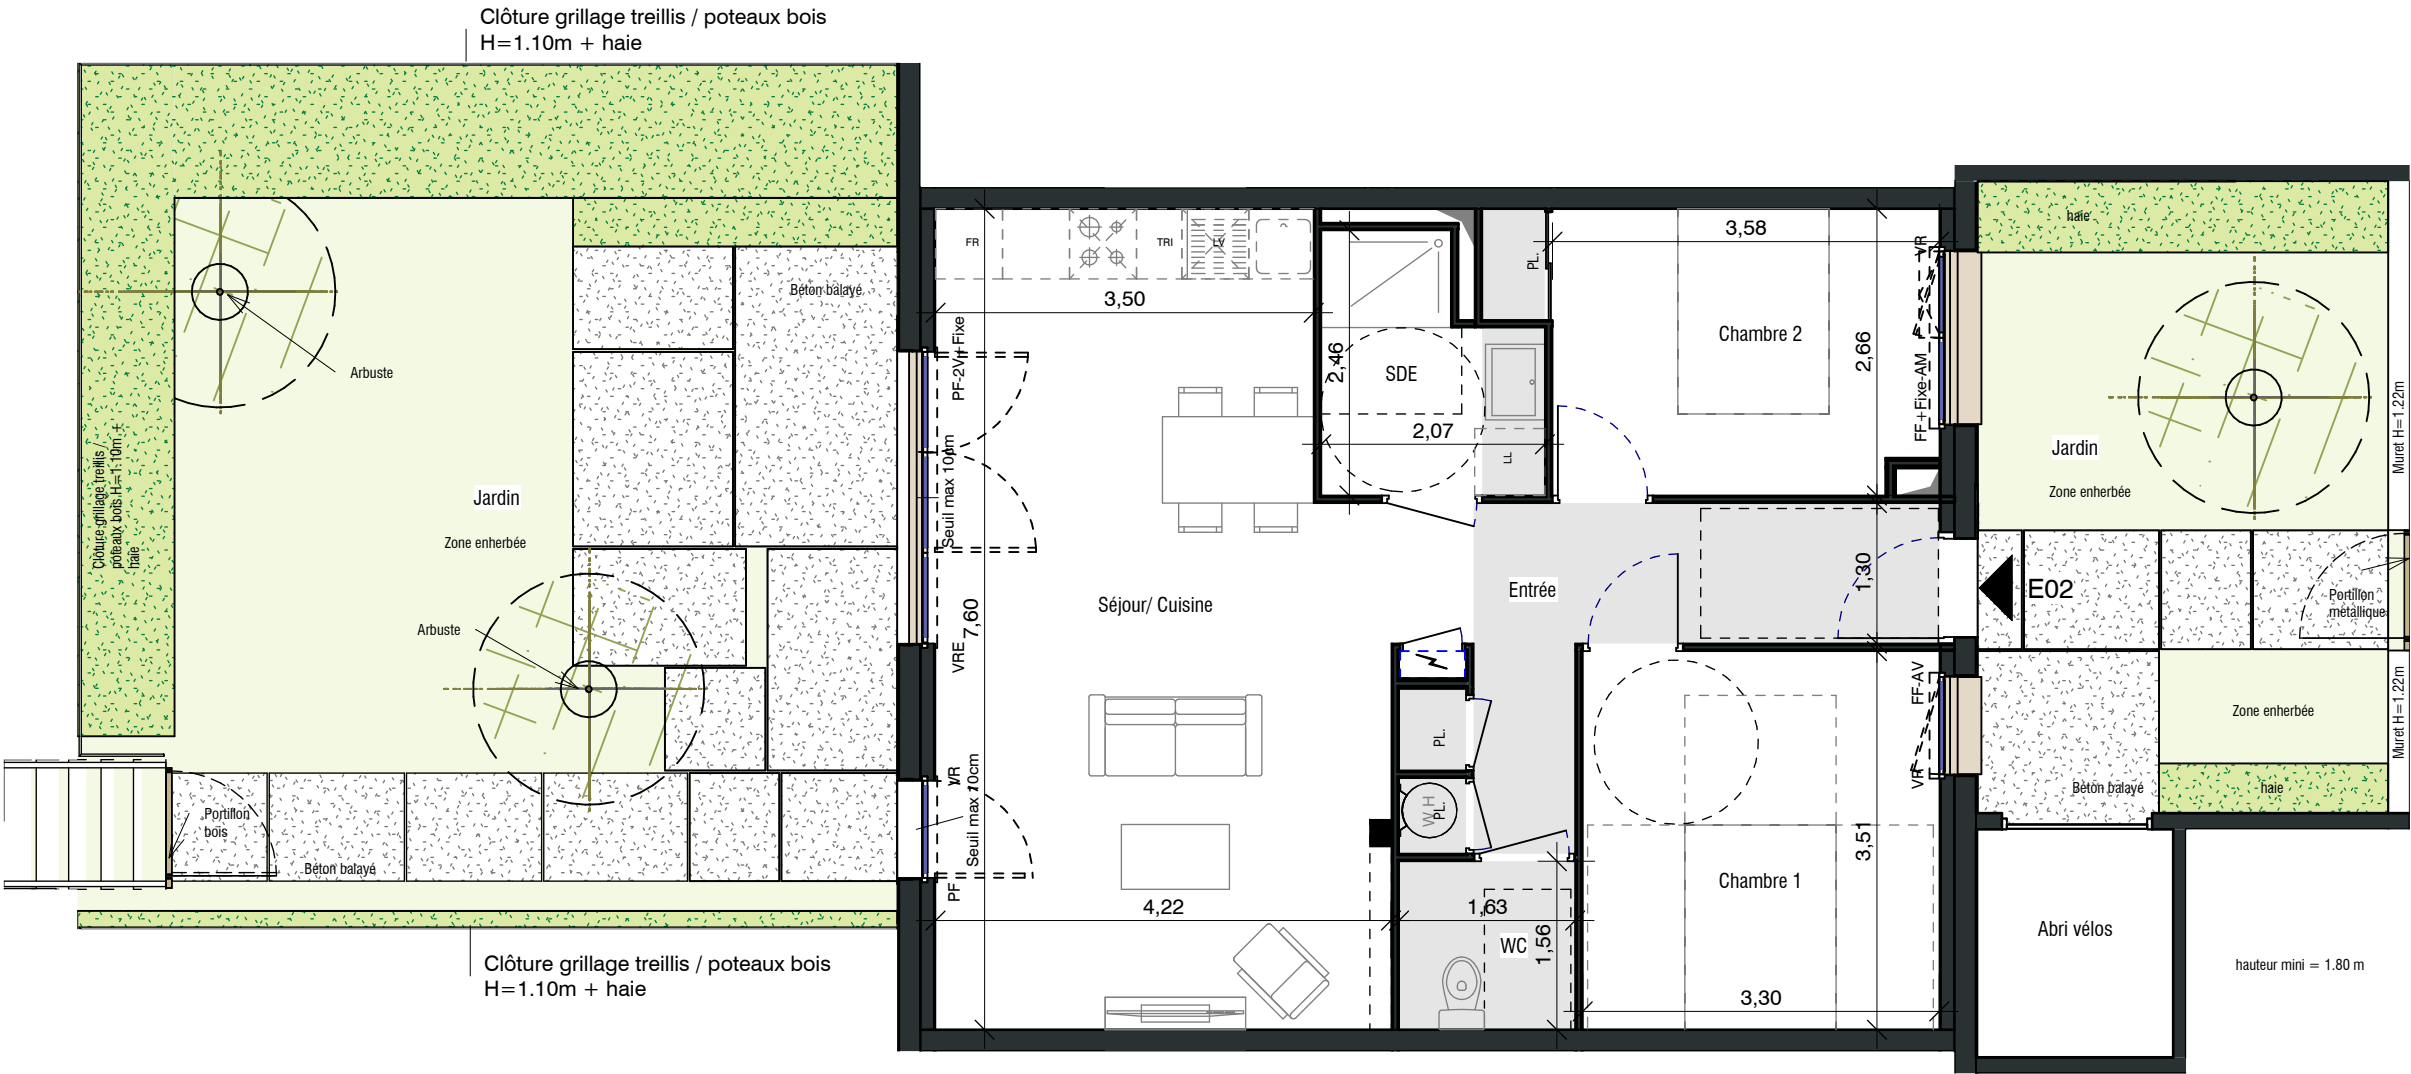 Clôture grillage treillis / poteaux bois
H=1.10m + haie
Arbuste
Jardin
Zone enherbée
Arbuste
Béton balayé
Clôture grillage treillis /
poteaux bois H=1.10m +
haie
Portillon
bois
Béton balayé
Clôture grillage treillis / poteaux bois
H=1.10m + haie
FR
TRI
LV
3,50
PF-2V+Fixe
Seuil max 10cm
7,60
VRE
VR
Seuil max 10cm
PF
Séjour/ Cuisine
4,22
2,46
SDE
2,07
LL
PL.
3,58
Chambre 2
2,66
VR
FF+Fixe-AM
Entrée
1,30
PL.
PL.
1,63
WC
1,56
FF-AV
VR
3,51
Chambre 1
3,30
haie
Jardin
Zone enherbée
Muret H=1.22m
E02
Portillon
métallique
Zone enherbée
Muret H=1.22m
Béton balayé
haie
Abri vélos
hauteur mini = 1.80 m